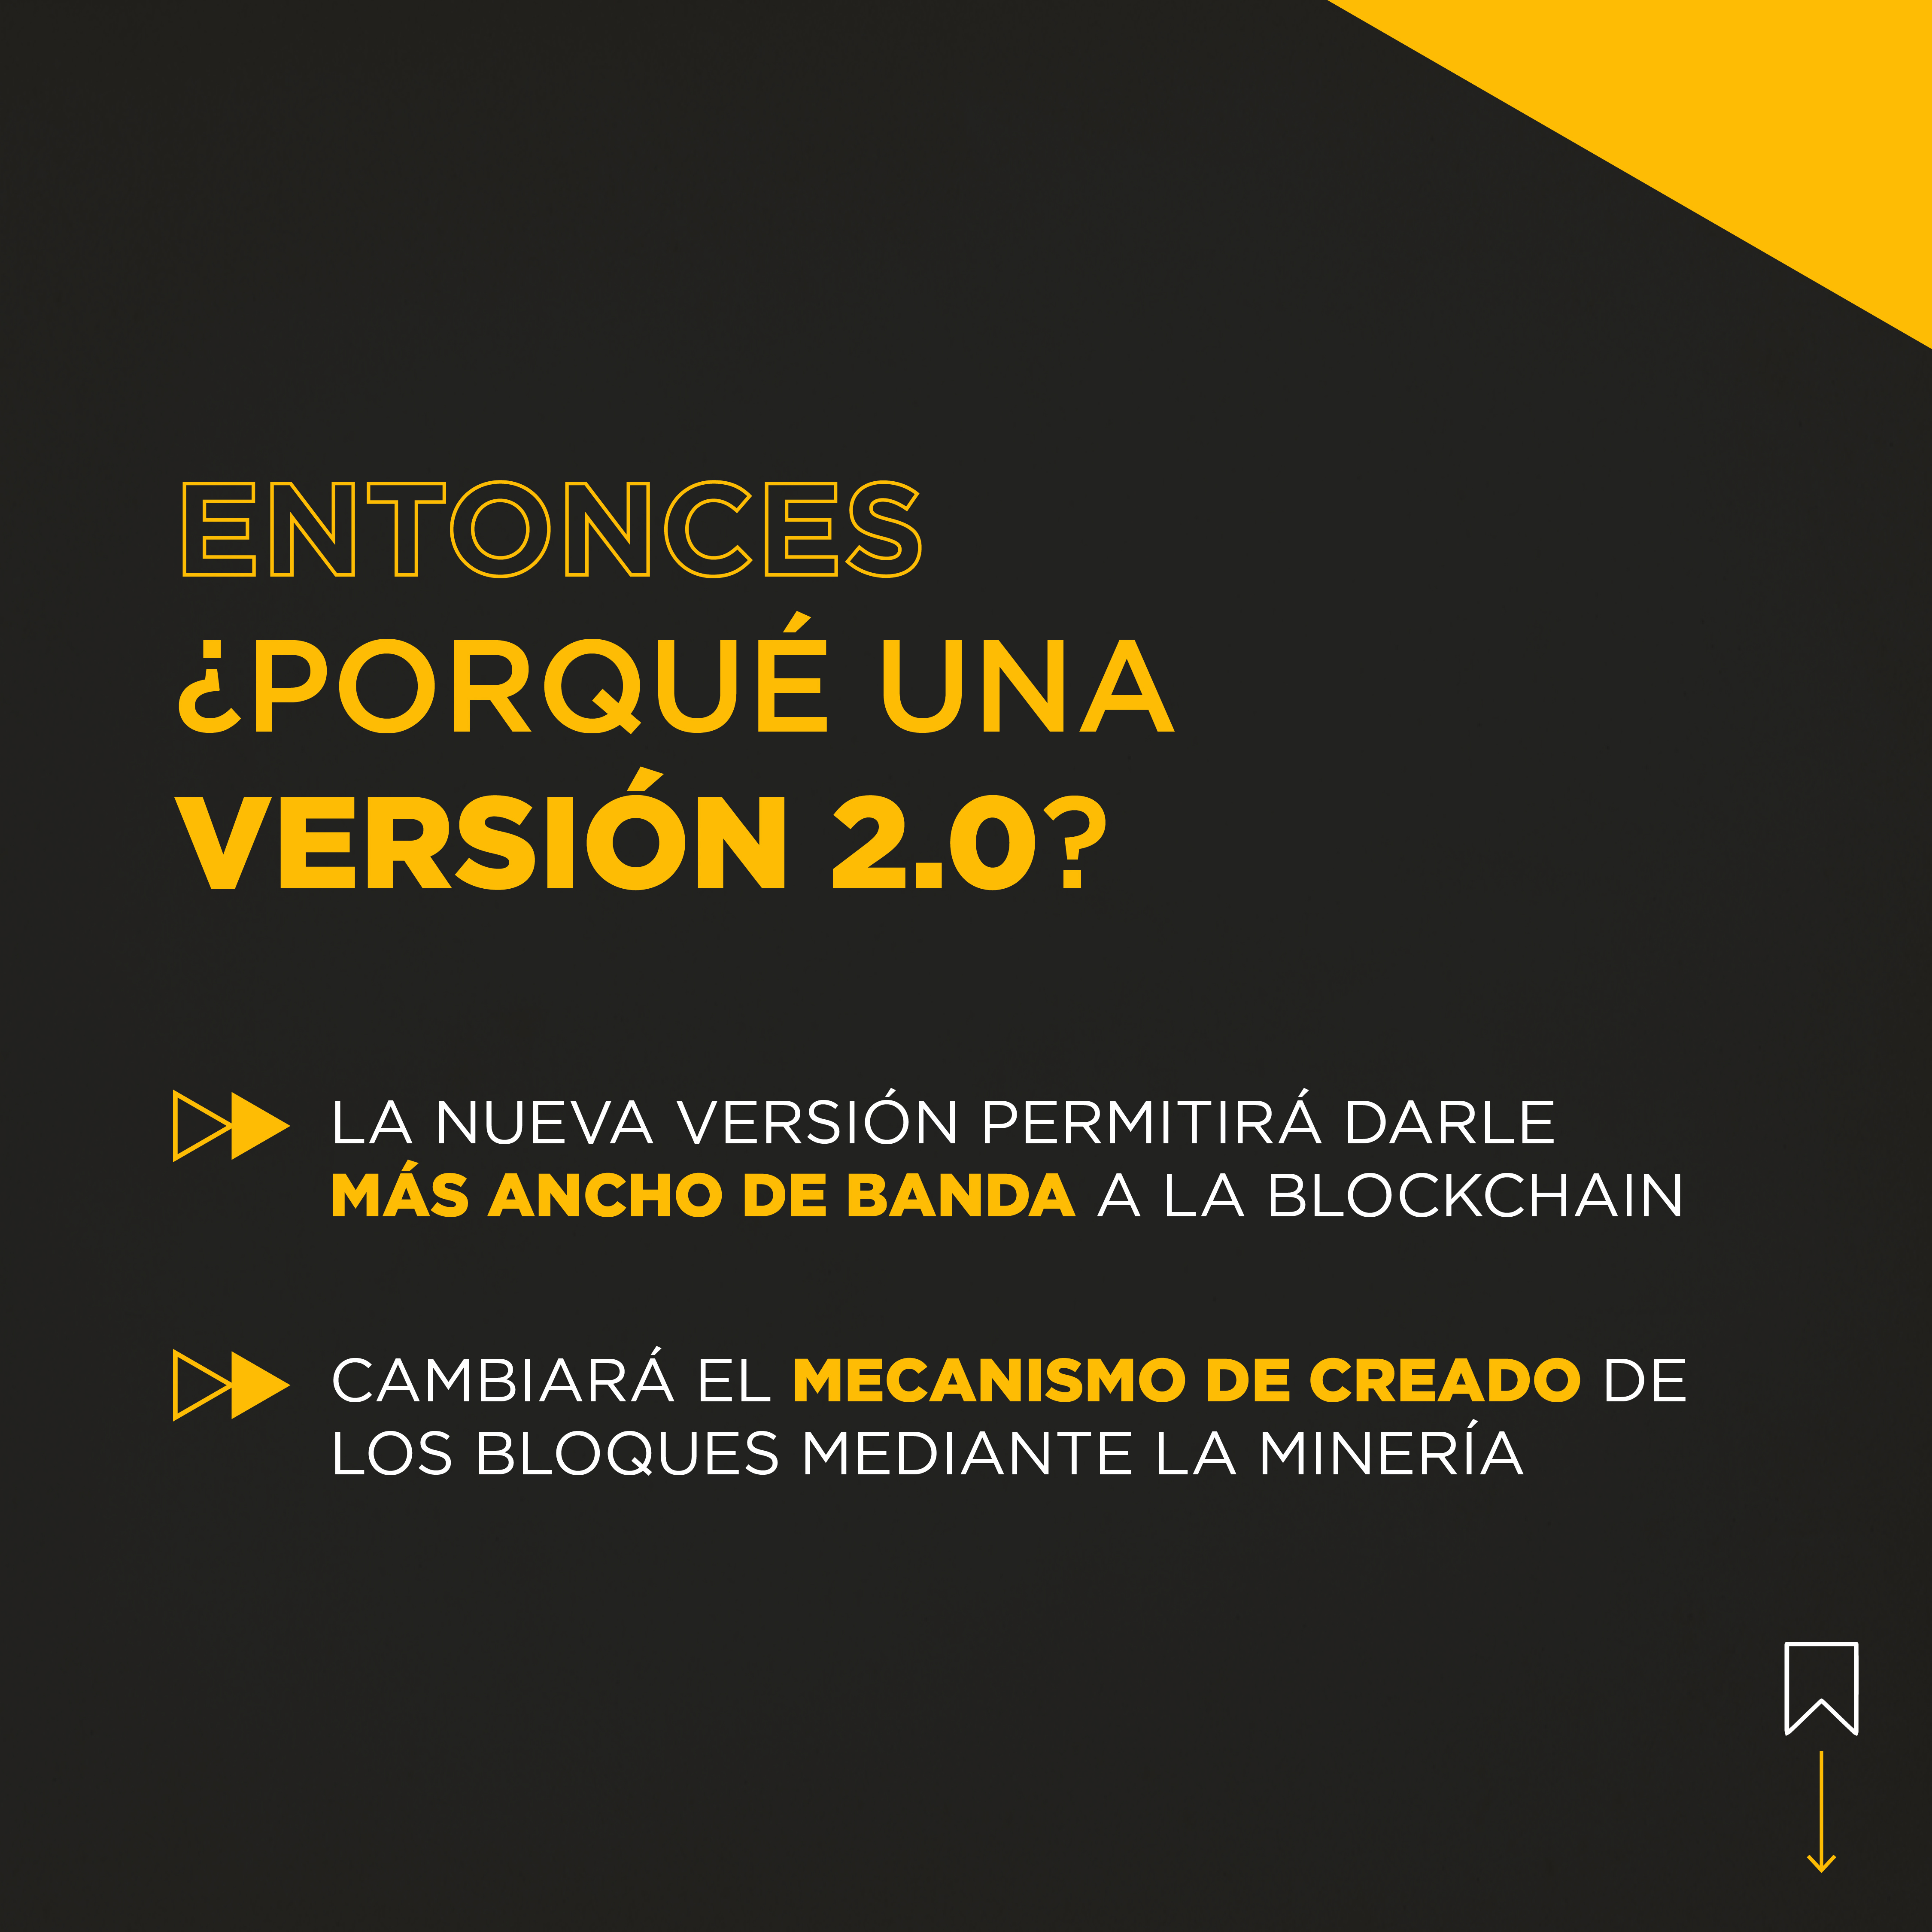 ENTONCES
¿PORQUÉ UNA
VERSIÓN 2.0?
LA NUEVA VERSIÓN PERMITIRÁ DARLE
MÁS ANCHO DE BANDA A LA BLOCKCHAIN
CAMBIARÁ EL MECANISMO DE CREADO DE
LOS BLOQUES MEDIANTE LA MINERÍA